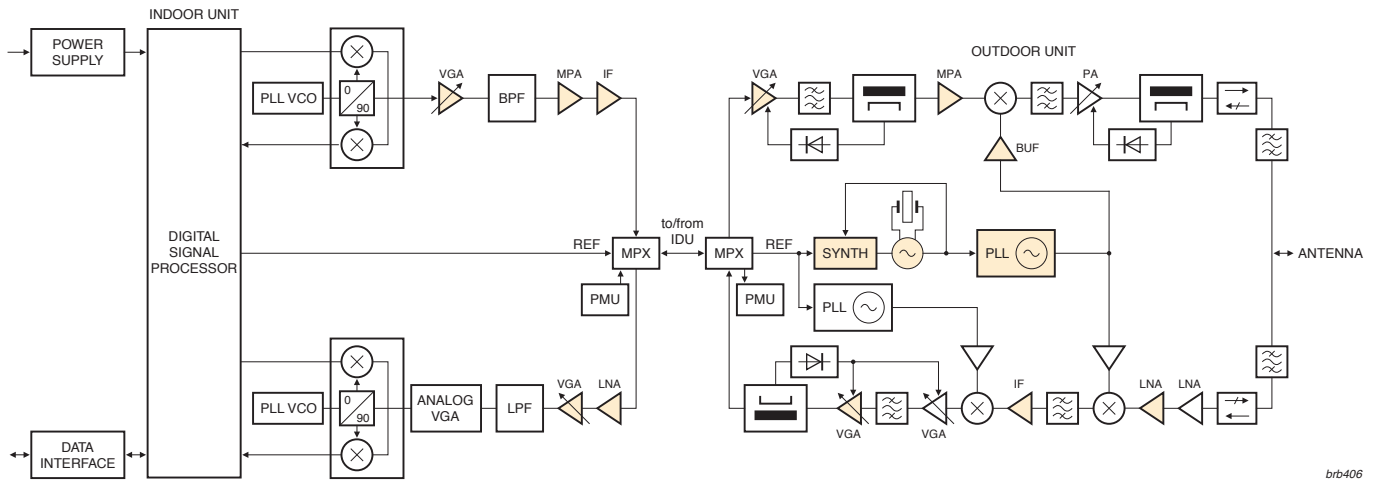 INDOOR UNIT
POWER
SUPPLY
PLL VCO
0
90
VGA
BPF
MPA
IF
DIGITAL
SIGNAL
PROCESSOR
REF
MPX
PMU
to/from
IDU
PLL VCO
0
90
ANALOG
VGA
LPF
VGA
LNA
DATA
INTERFACE
OUTDOOR UNIT
VGA
MPA
PA
BUF
MPX
REF
SYNTH
PLL
PMU
PLL
ANTENNA
VGA
VGA
IF
LNA
LNA
brb406